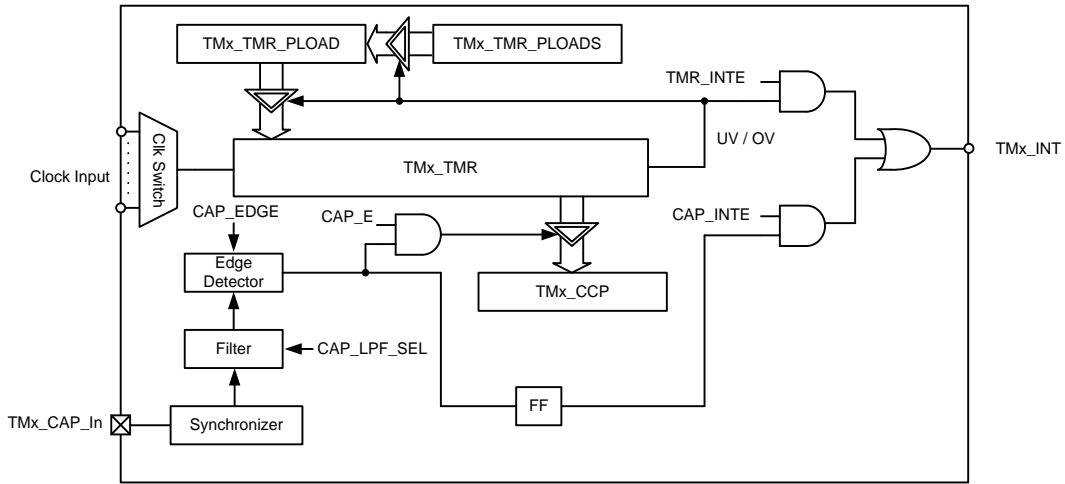 TMx_TMR_PLOAD
TMx_TMR_PLOADS
TMR_INTE
Clk Switch
TMx_TMR
UV / OV
TMx_INT
Clock Input
CAP_EDGE
CAP_E
CAP_INTE
Edge
Detector
TMx_CCP
Filter
CAP_LPF_SEL
FF
TMx_CAP_In
Synchronizer